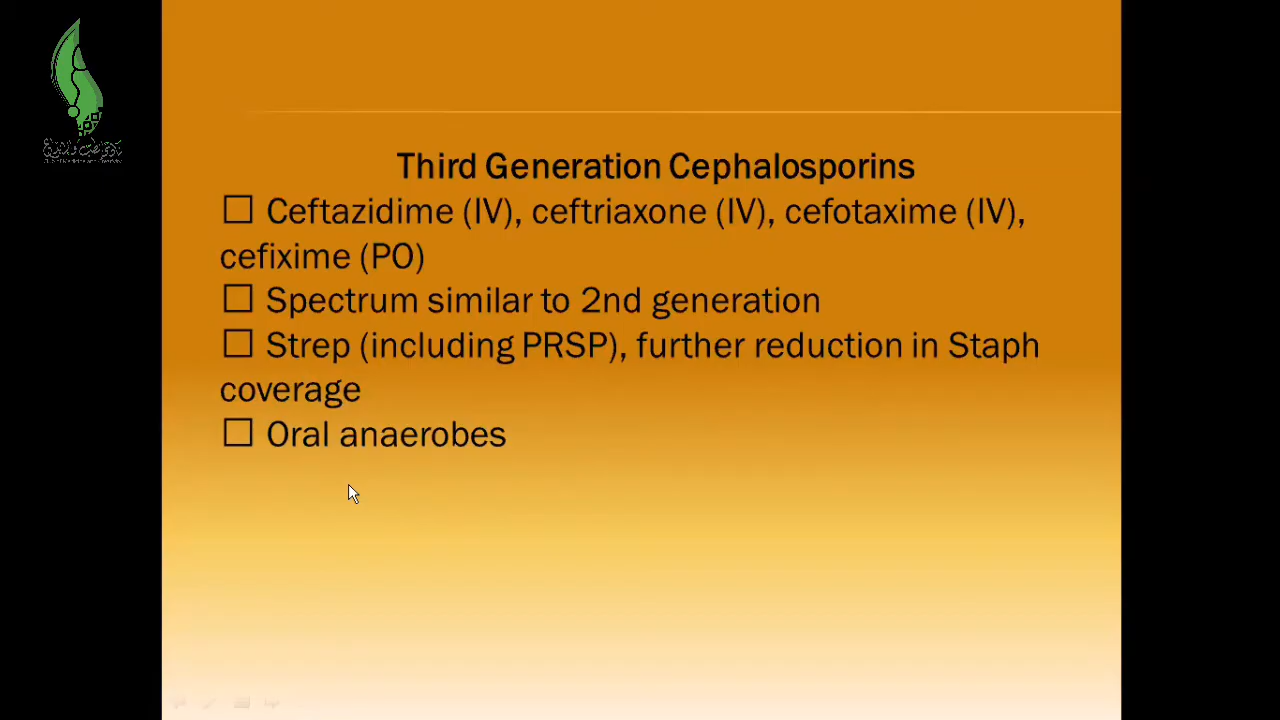 Third Generation Cephalosporins
☐ Ceftazidime (IV), ceftriaxone (IV), cefotaxime (IV),
cefixime (PO)
☐ Spectrum similar to 2nd generation
☐ Strep (including PRSP), further reduction in Staph
coverage
☐ Oral anaerobes